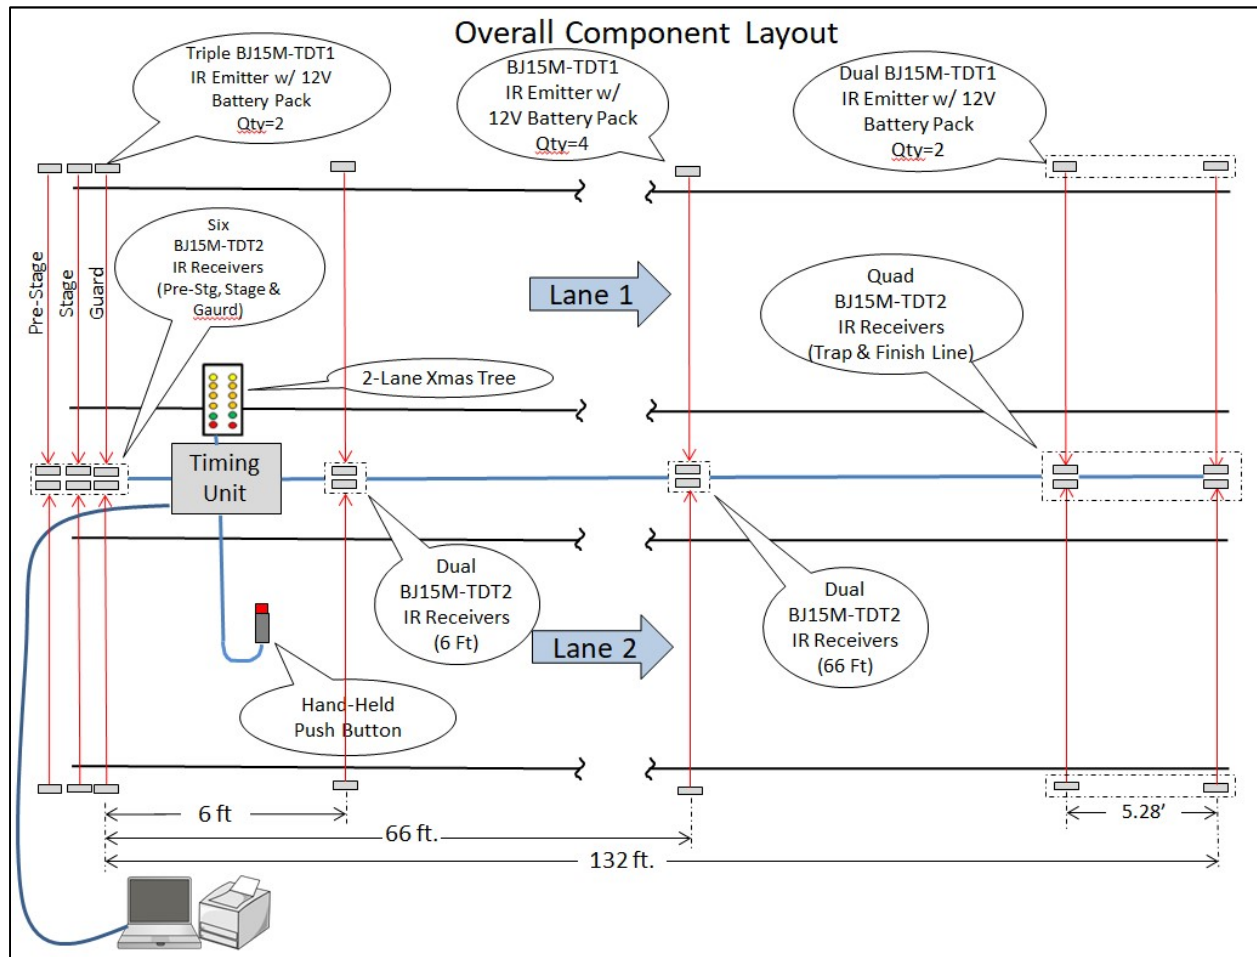 Overall Component Layout
Triple BJ15M-TDT1
IR Emitter w/ 12V
Battery Pack
Qty=2
BJ15M-TDT1
IR Emitter w/
12V Battery Pack
Qty=4
Dual BJ15M-TDT1
IR Emitter w/ 12V
Battery Pack
Qty=2
Pre-Stage
Stage
Guard
Six
BJ15M-TDT2
IR Receivers
(Pre-Stg, Stage &
Gaurd)
Lane 1
Quad
BJ15M-TDT2
IR Receivers
(Trap & Finish Line)
2-Lane Xmas Tree
Timing
Unit
Dual
BJ15M-TDT2
IR Receivers
(6 Ft)
Lane 2
Dual
BJ15M-TDT2
IR Receivers
(66 Ft)
Hand-Held
Push Button
6 ft
66 ft.
132 ft.
5.28’